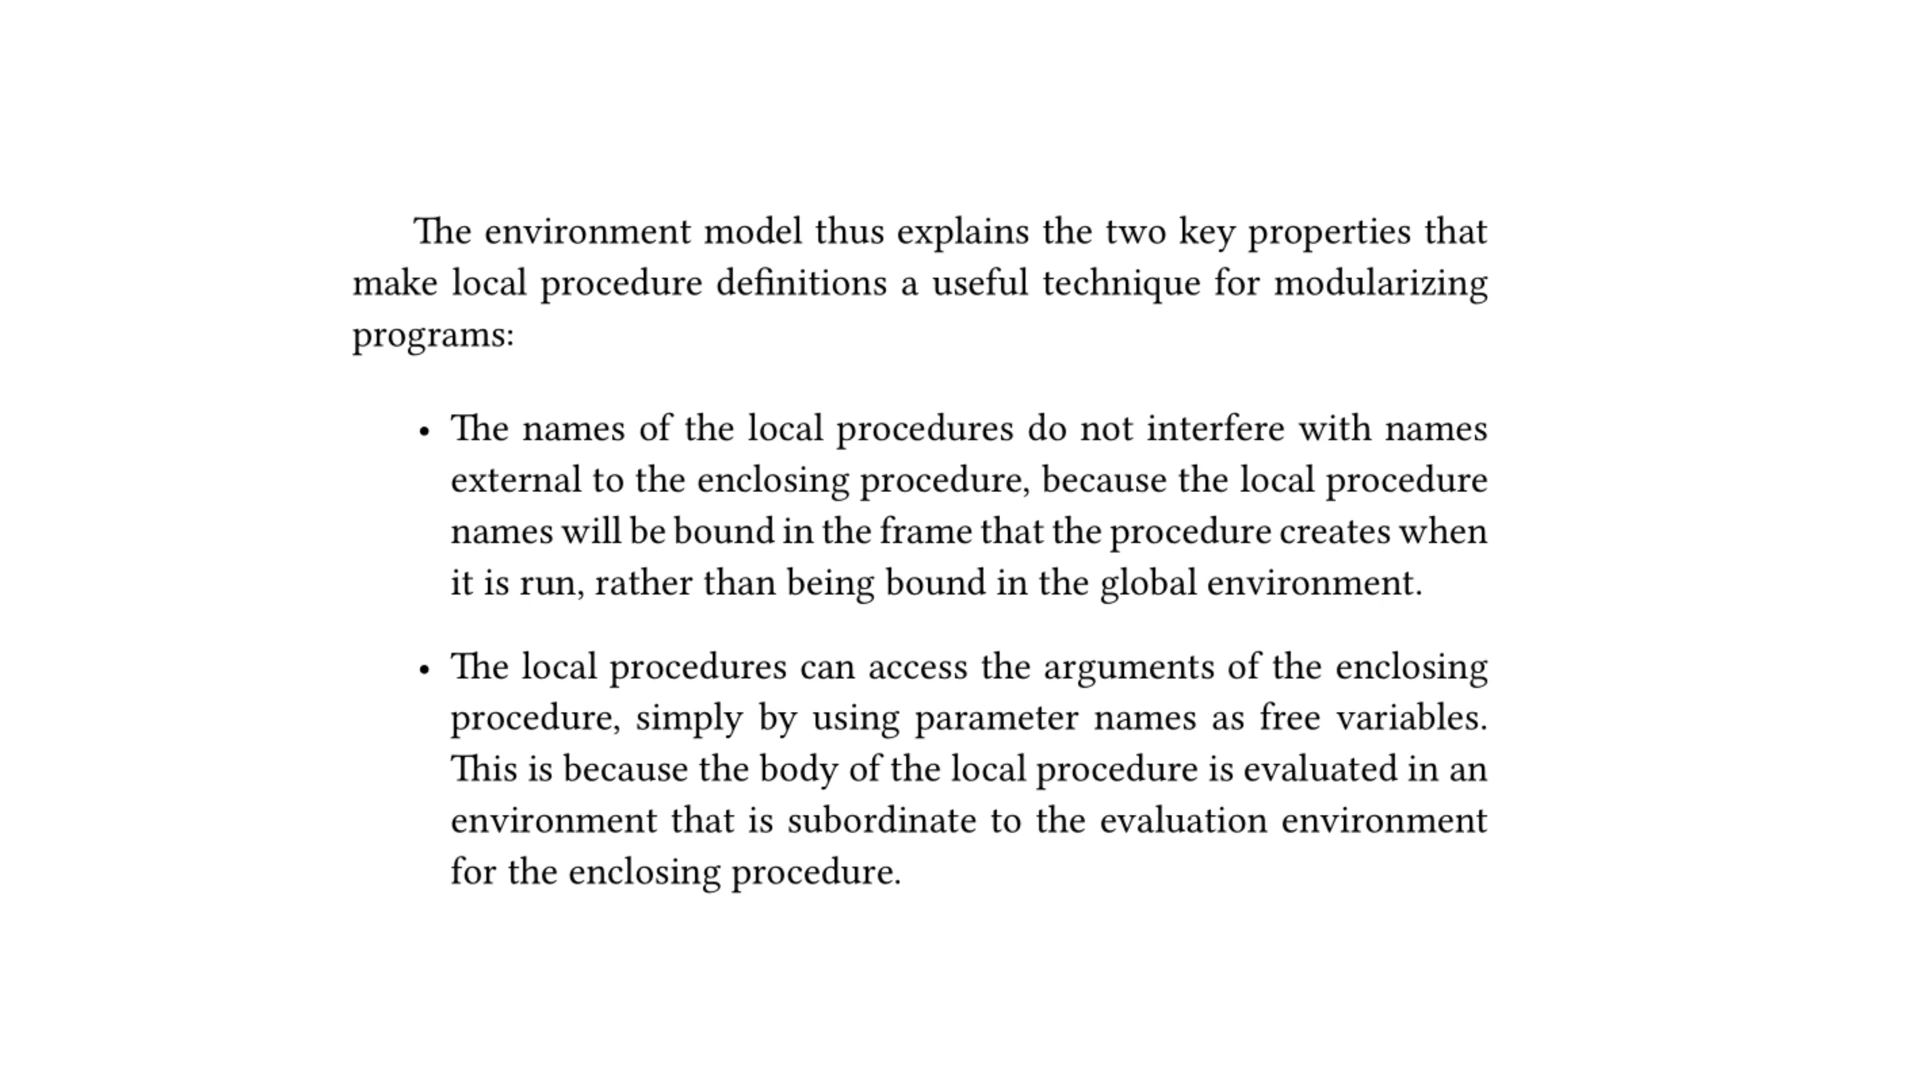 The environment model thus explains the two key properties that
make local procedure definitions a useful technique for modularizing
programs:
• The names of the local procedures do not interfere with names
external to the enclosing procedure, because the local procedure
names will be bound in the frame that the procedure creates when
it is run, rather than being bound in the global environment.
• The local procedures can access the arguments of the enclosing
procedure, simply by using parameter names as free variables.
This is because the body of the local procedure is evaluated in an
environment that is subordinate to the evaluation environment
for the enclosing procedure.